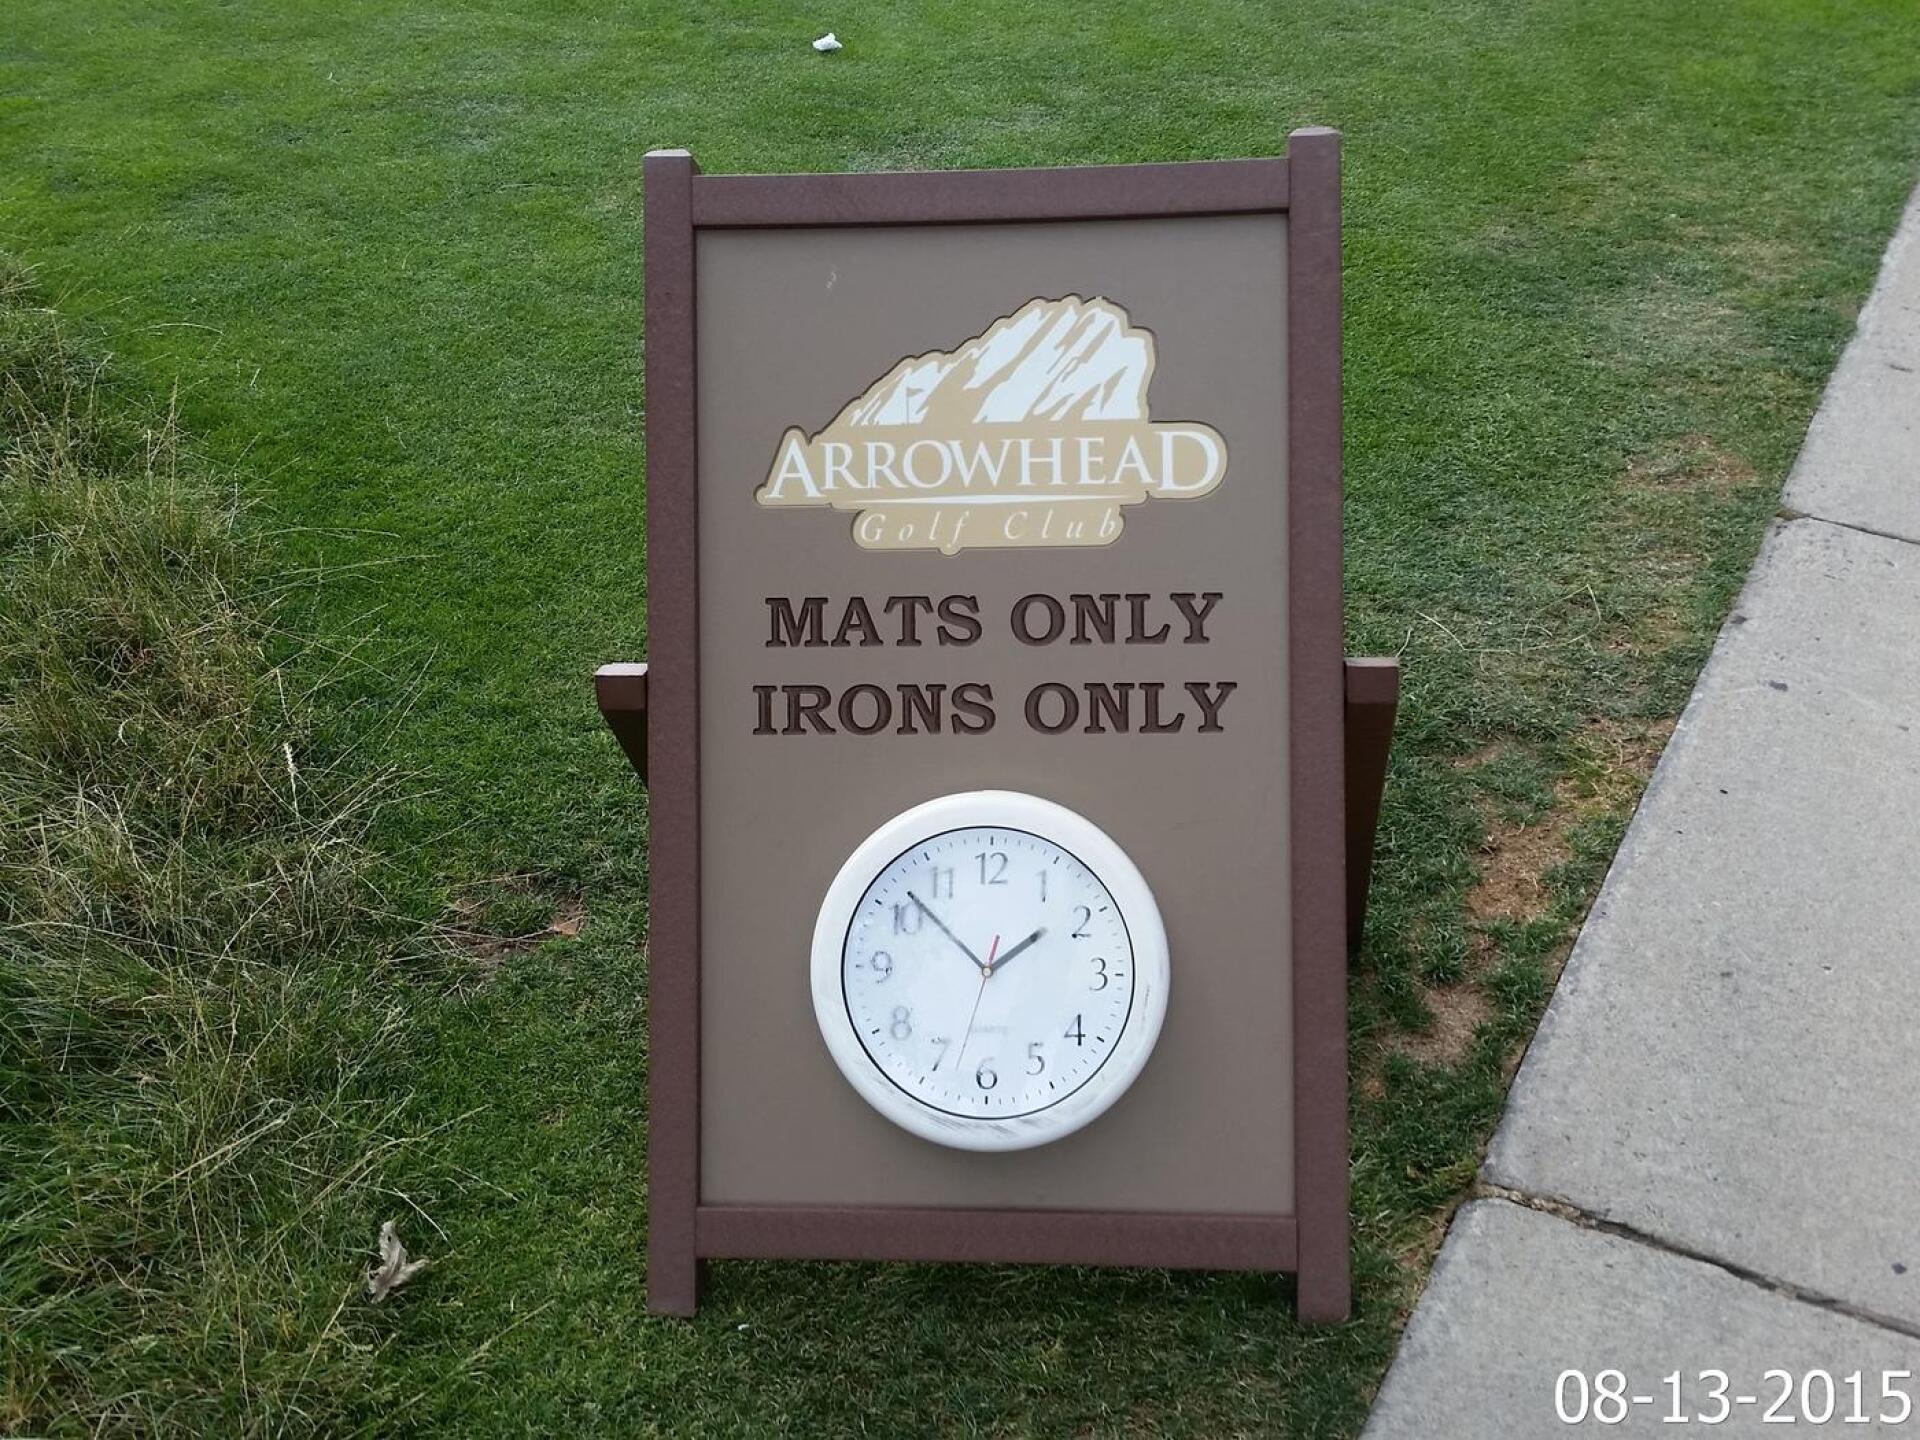 ARROWHEAD
Golf Club
MATS ONLY
IRONS ONLY
12
11 1
10 2
9 3
8 4
7 5
6
QUARTZ
08-13-2015